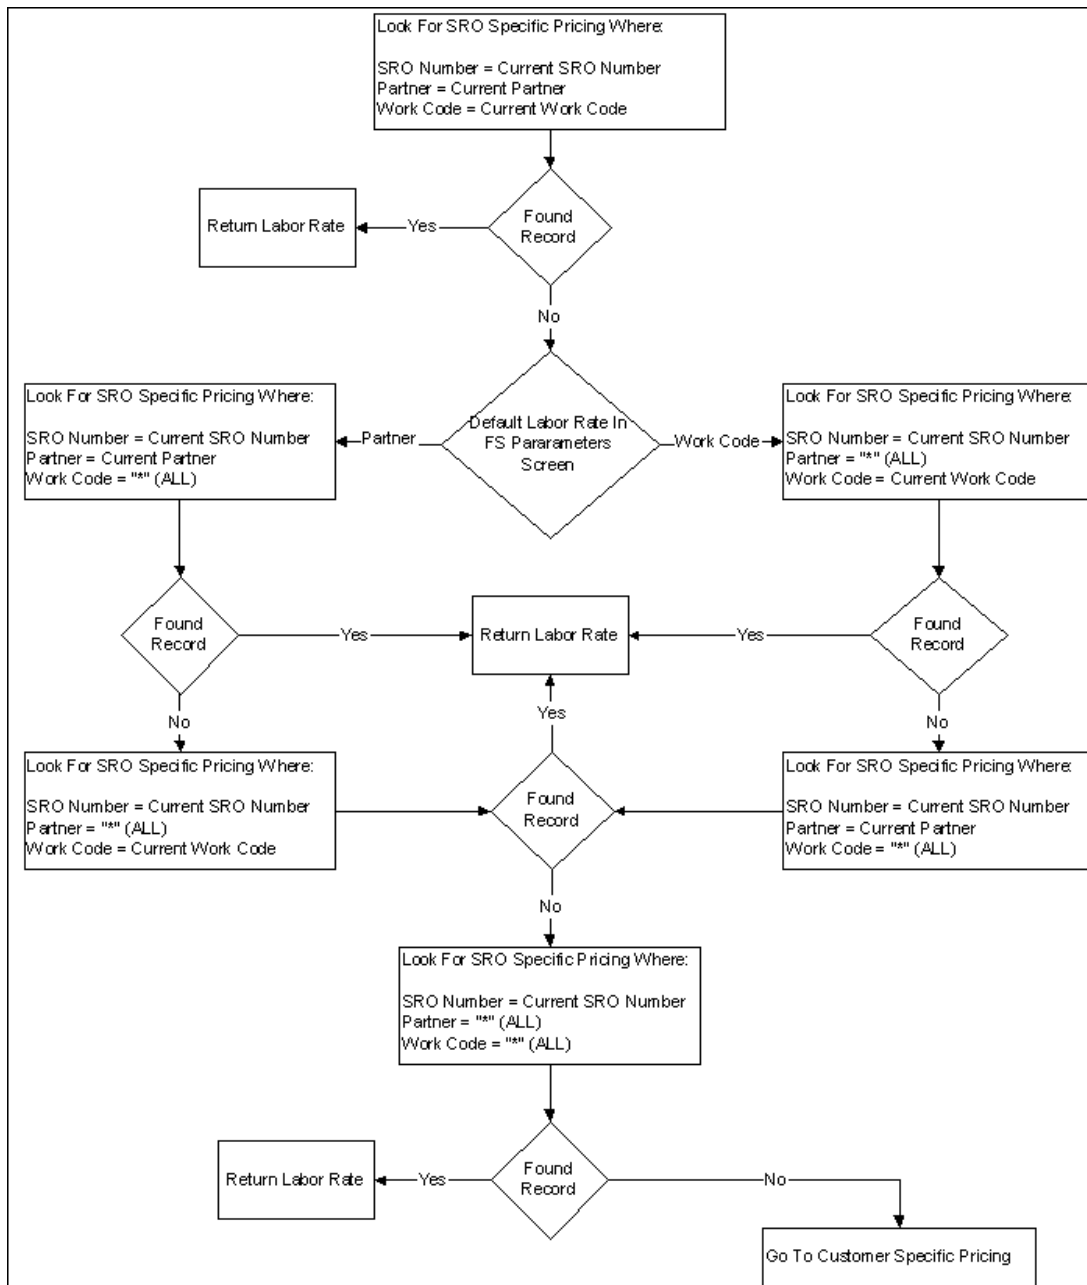 Look For SRO Specific Pricing Where:
SRO Number = Current SRO Number
Partner = Current Partner
Work Code = Current Work Code
Return Labor Rate
Yes
Found
Record
No
Look For SRO Specific Pricing Where:
SRO Number = Current SRO Number
Partner = Current Partner
Work Code = "*" (ALL)
Partner
Default Labor Rate In
FS Pararameters
Screen
Work Code
Look For SRO Specific Pricing Where:
SRO Number = Current SRO Number
Partner = "*" (ALL)
Work Code = Current Work Code
Found
Record
Yes
Return Labor Rate
Yes
Found
Record
No
Yes
No
Look For SRO Specific Pricing Where:
SRO Number = Current SRO Number
Partner = "*" (ALL)
Work Code = Current Work Code
Found
Record
Look For SRO Specific Pricing Where:
SRO Number = Current SRO Number
Partner = Current Partner
Work Code = "*" (ALL)
No
Look For SRO Specific Pricing Where:
SRO Number = Current SRO Number
Partner = "*" (ALL)
Work Code = "*" (ALL)
Return Labor Rate
Yes
Found
Record
No
Go To Customer Specific Pricing